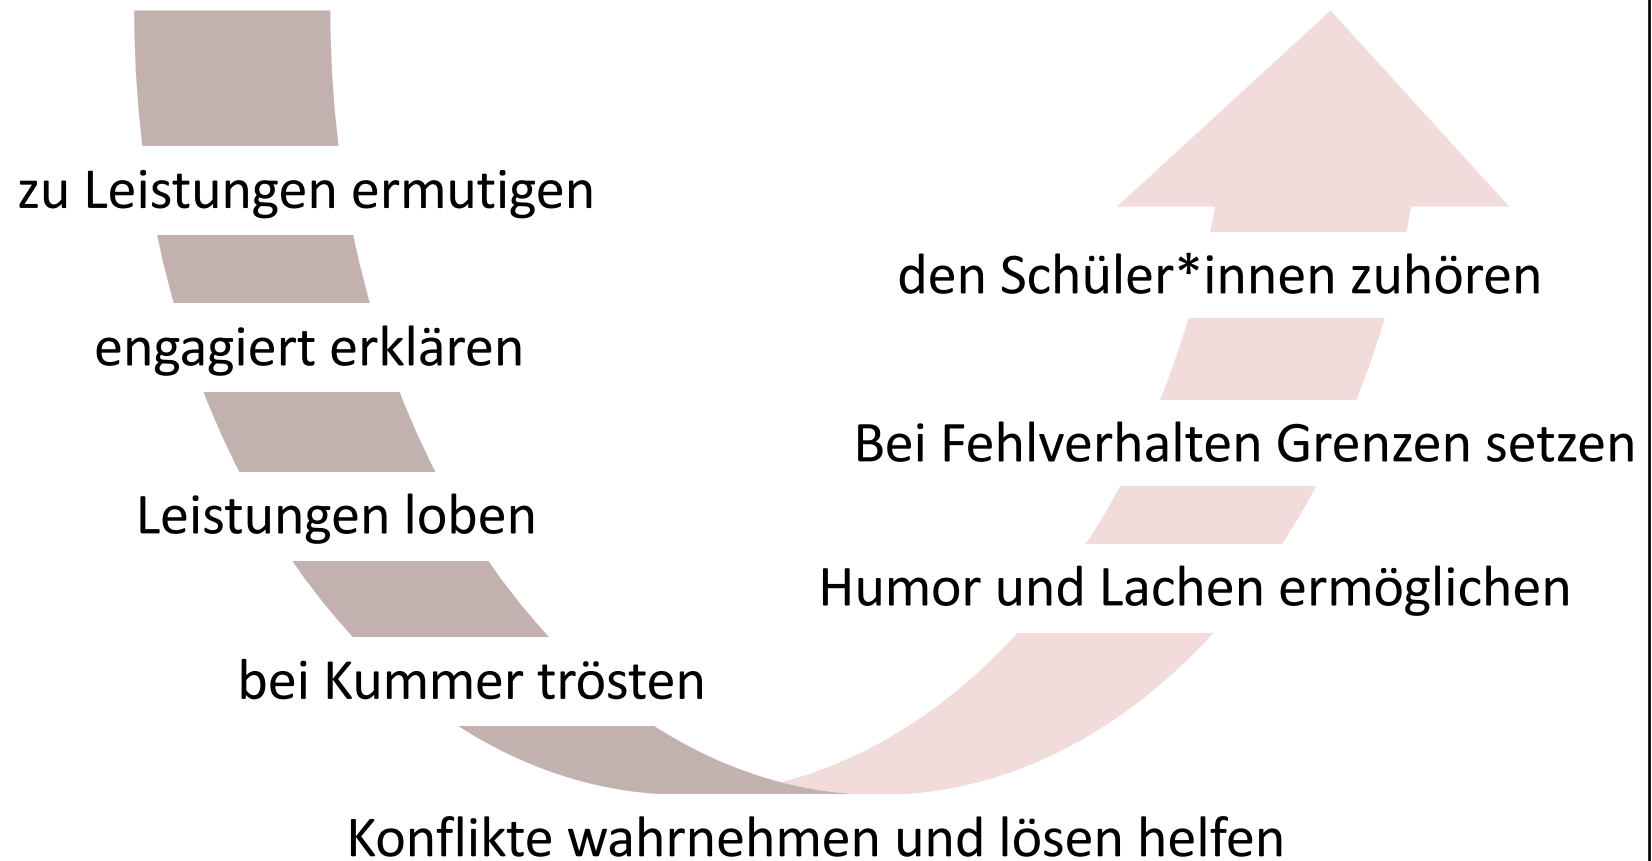 zu Leistungen ermutigen
engagiert erklären
Leistungen loben
bei Kummer trösten
Konflikte wahrnehmen und lösen helfen
Humor und Lachen ermöglichen
Bei Fehlverhalten Grenzen setzen
den Schüler*innen zuhören